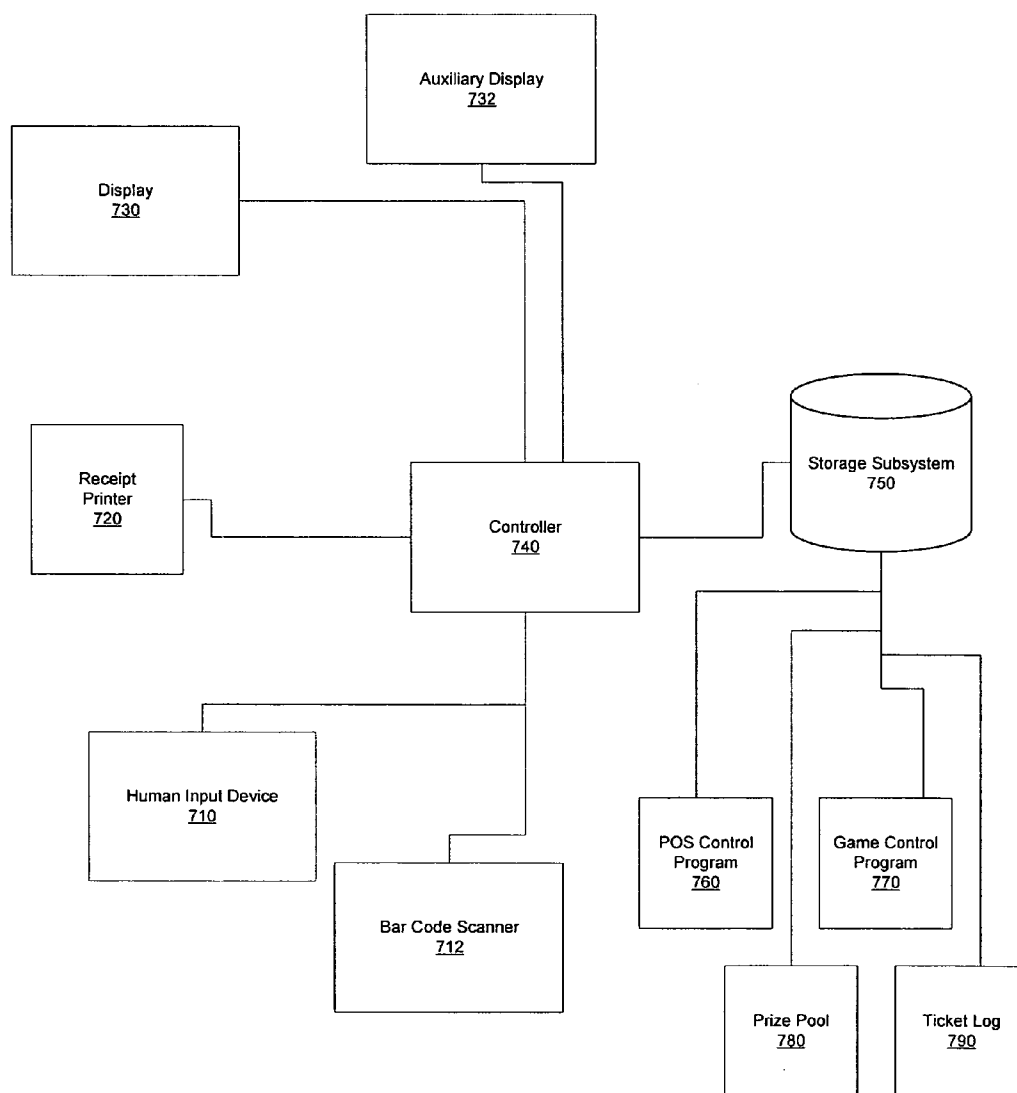 Auxiliary Display
732
Display
730
Receipt
Printer
720
Storage Subsystem
750
Controller
740
Human Input Device
710
Bar Code Scanner
712
POS Control
Program
760
Game Control
Program
770
Prize Pool
780
Ticket Log
790